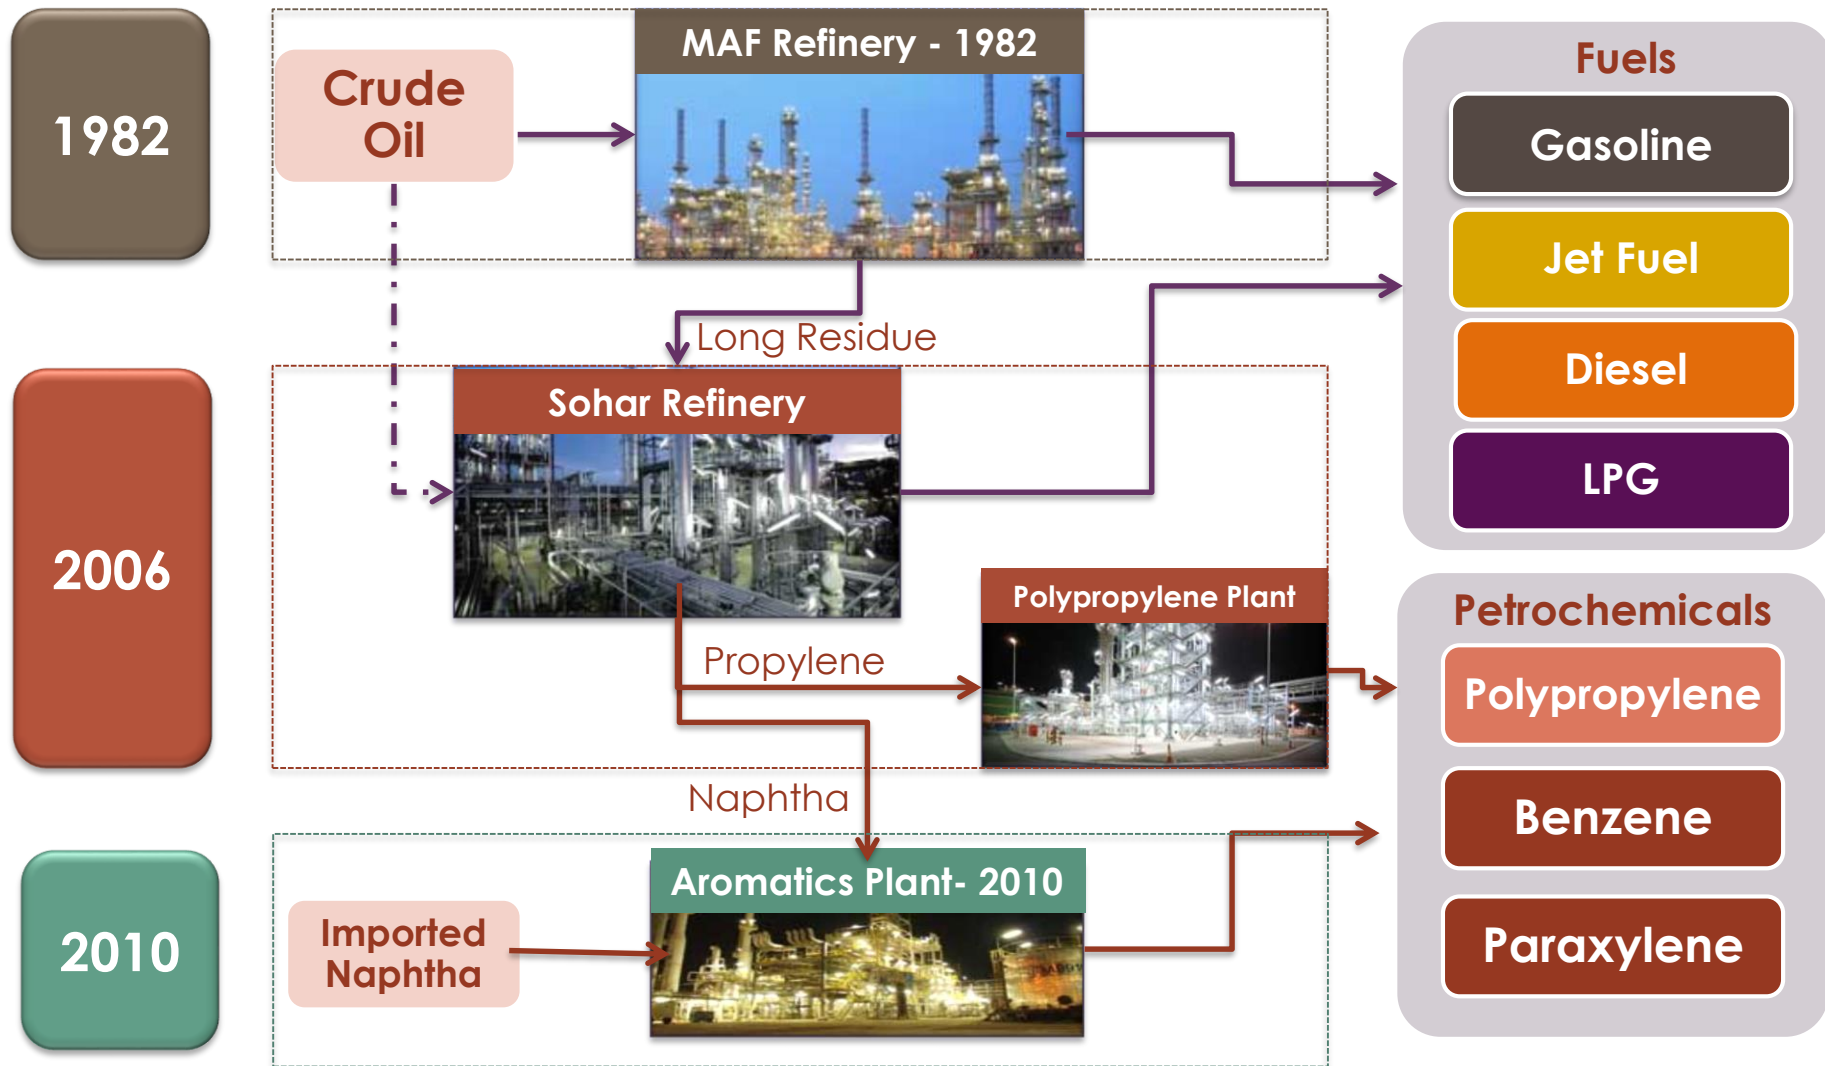 1982
Crude
Oil
MAF Refinery - 1982
Fuels
Gasoline
Jet Fuel
Diesel
LPG
Long Residue
2006
Sohar Refinery
Polypropylene Plant
Propylene
Naphtha
Petrochemicals
Polypropylene
Benzene
Paraxylene
2010
Imported
Naphtha
Aromatics Plant- 2010